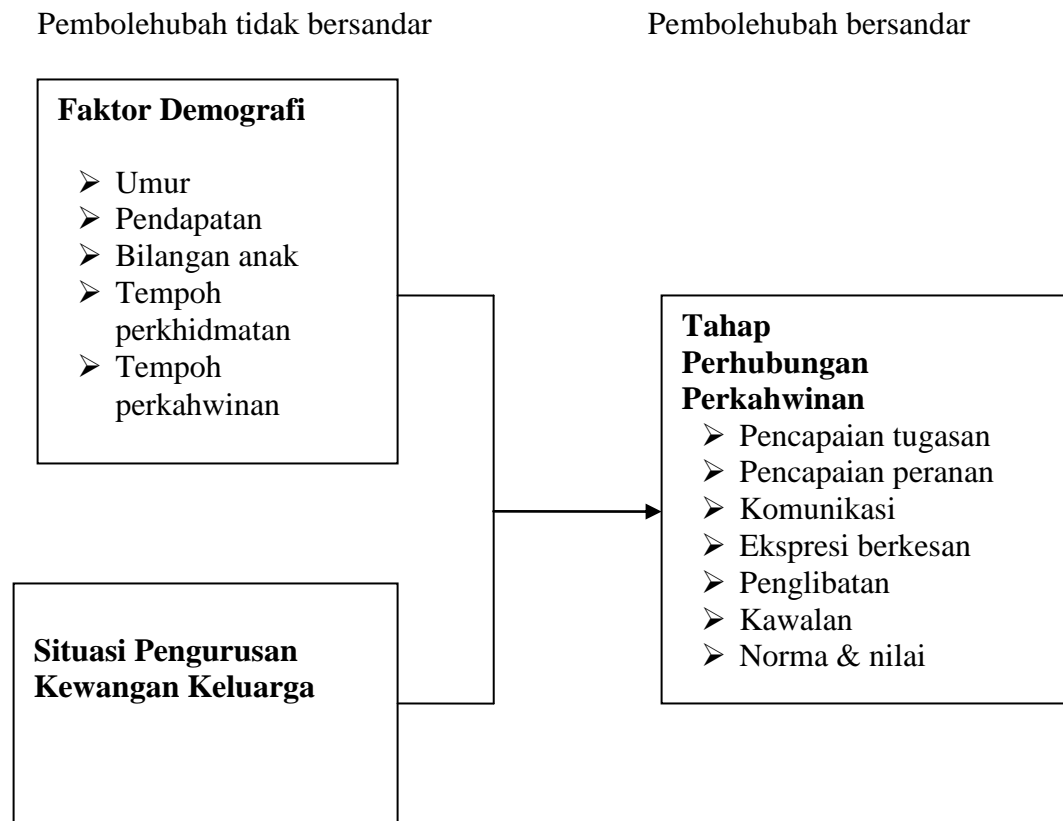 Pembolehubah tidak bersandar
Pembolehubah bersandar
Faktor Demografi
➢ Umur
➢ Pendapatan
➢ Bilangan anak
➢ Tempoh
perkhidmatan
➢ Tempoh
perkahwinan
Situasi Pengurusan
Kewangan Keluarga
Tahap
Perhubungan
Perkahwinan
➢ Pencapaian tugasan
➢ Pencapaian peranan
➢ Komunikasi
➢ Ekspresi berkesan
➢ Penglibatan
➢ Kawalan
➢ Norma & nilai